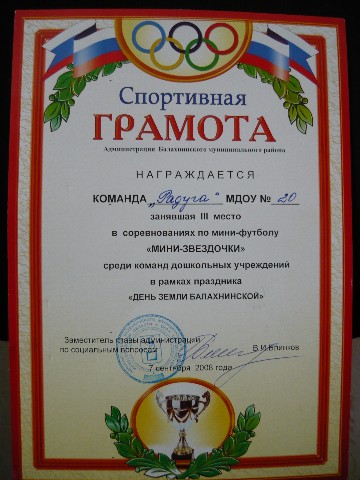 Спортивная
ГРАМОТА
Администрация Балахнинского муниципального района
НАГРАЖДАЕТСЯ
КОМАНДА „Радуга" МДОУ № 20
занявшая III место
в соревнованиях по мини-футболу
«МИНИ-ЗВЕЗДОЧКИ»
среди команд дошкольных учреждений
в рамках праздника
«ДЕНЬ ЗЕМЛИ БАЛАХНИНСКОЙ»
Заместитель главы администрации
по социальным вопросам В.И.Блинков
7 сентября 2008 года